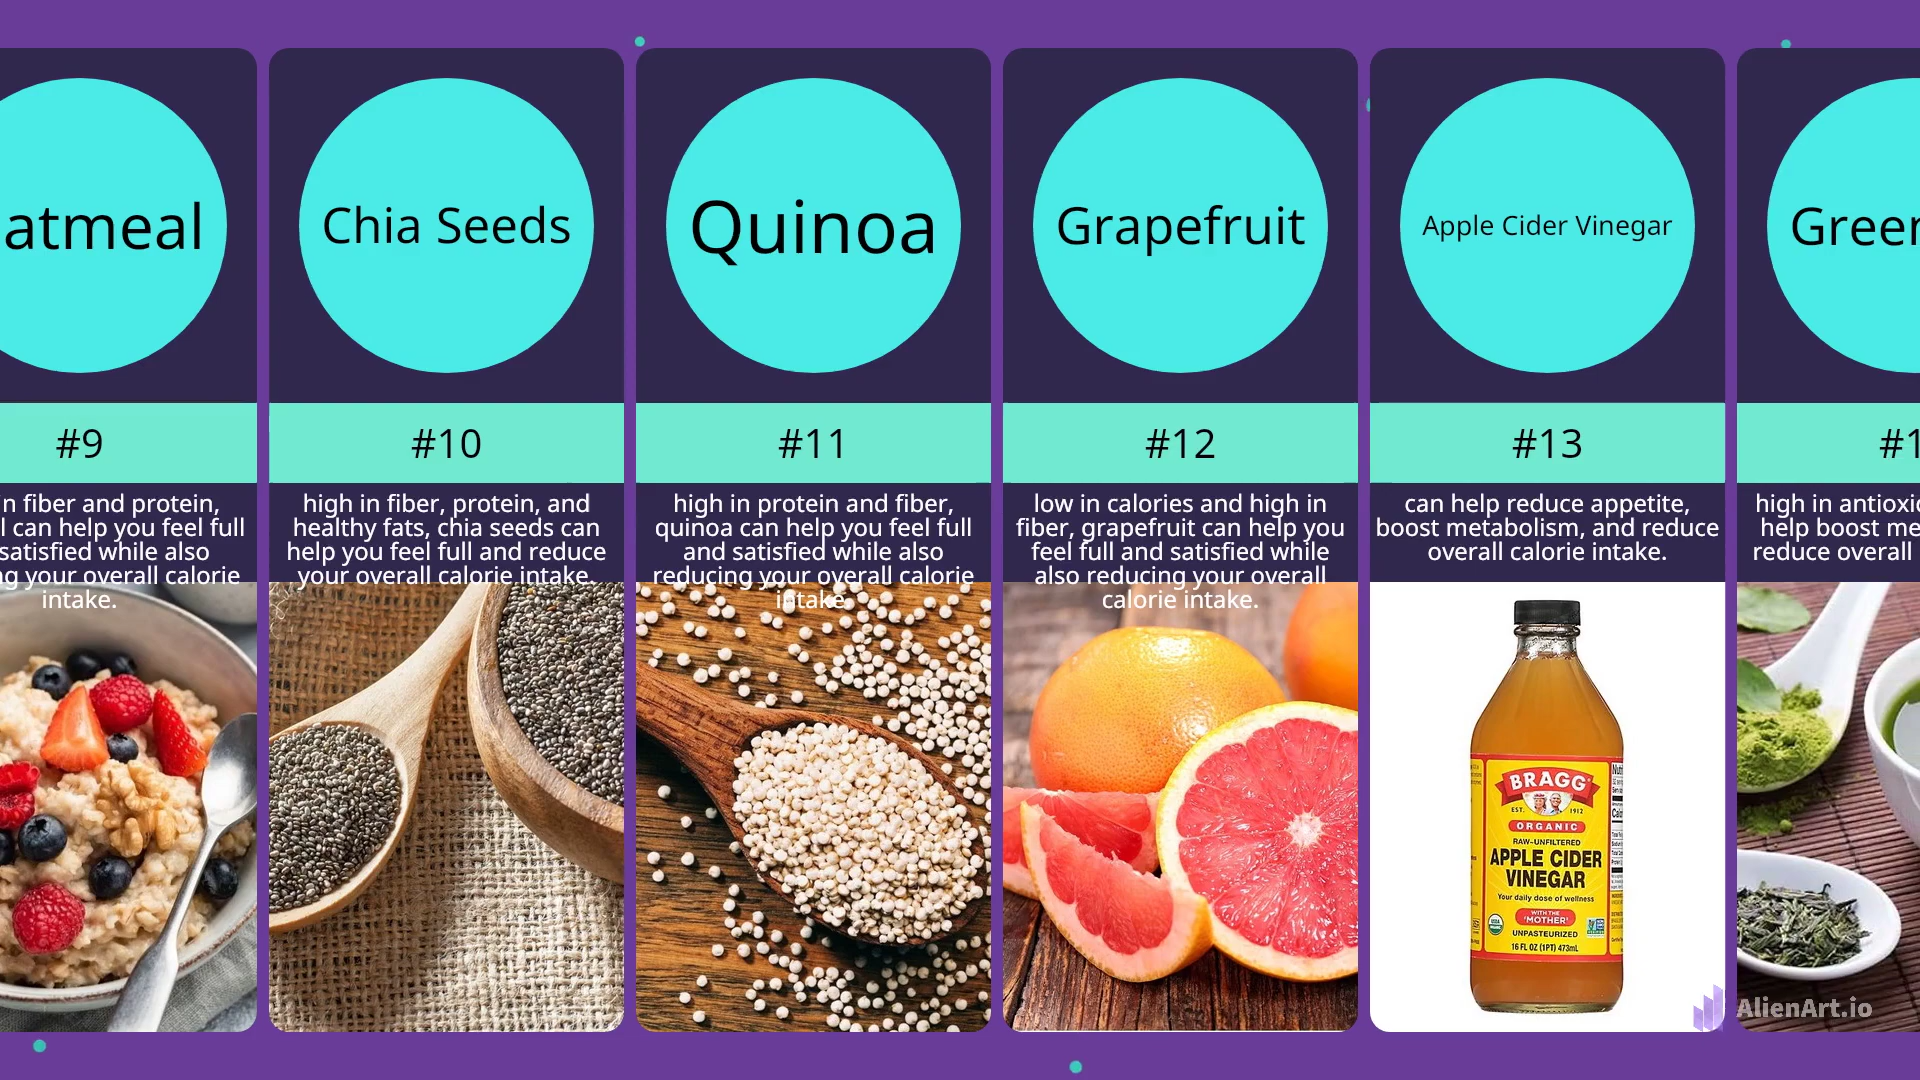 atmeal
#9
n fiber and protein,
l can help you feel full
satisfied while also
ng your overall calorie
intake.
Chia Seeds
#10
high in fiber, protein, and
healthy fats, chia seeds can
help you feel full and reduce
your overall calorie intake.
Quinoa
#11
high in protein and fiber,
quinoa can help you feel full
and satisfied while also
reducing your overall calorie
intake.
Grapefruit
#12
low in calories and high in
fiber, grapefruit can help you
feel full and satisfied while
also reducing your overall
calorie intake.
Apple Cider Vinegar
#13
can help reduce appetite,
boost metabolism, and reduce
overall calorie intake.
BRAGG
EST. 1912
ORGANIC
RAW-UNFILTERED
APPLE CIDER
VINEGAR
Your daily dose of wellness
WITH THE
'MOTHER'
UNPASTEURIZED
16 FL OZ (1PT) 473mL
Green
#1
high in antioxid
help boost me
reduce overall
AlienArt.io